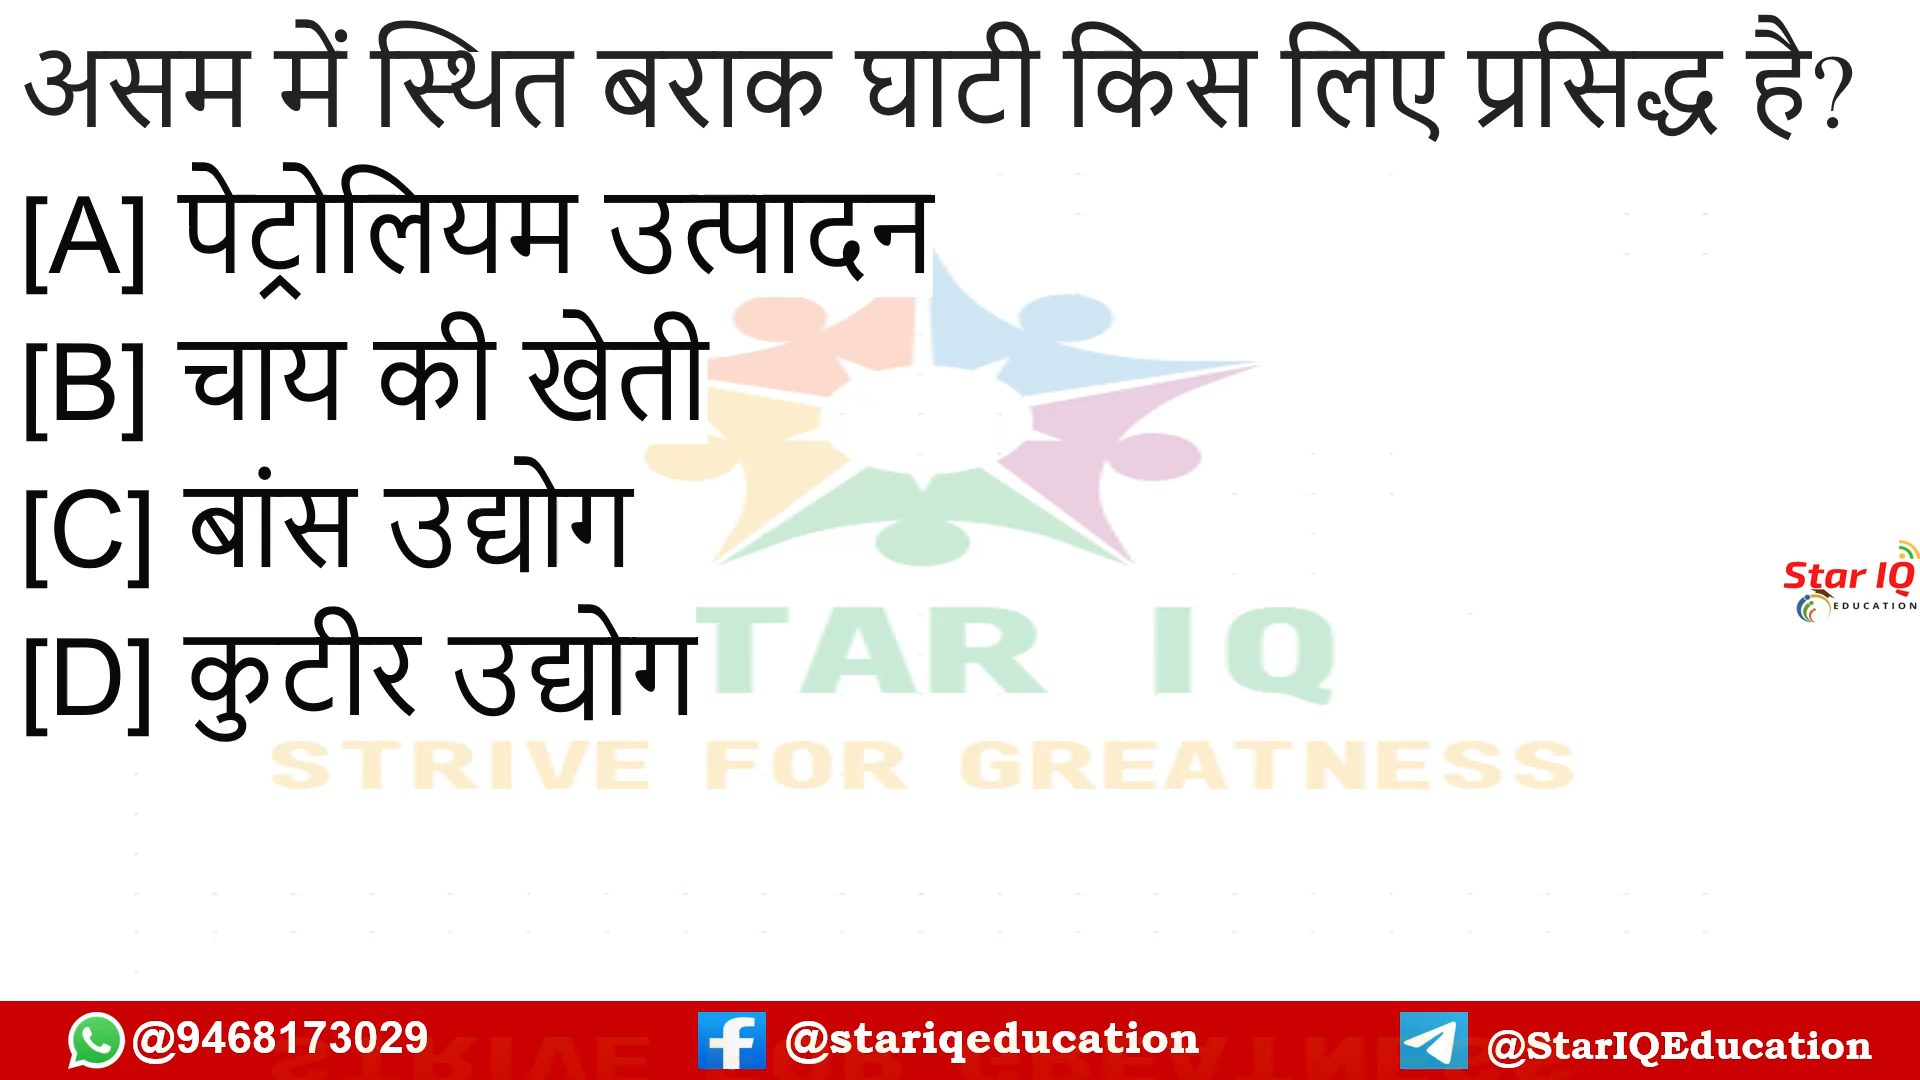 असम में स्थित बराक घाटी किस लिए प्रसिद्ध है?
[A] पेट्रोलियम उत्पादन
[B] चाय की खेती
[C] बांस उद्योग
[D] कुटीर उद्योग
TAR IQ
STRIVE FOR GREATNESS
Star IQ
EDUCATION
@9468173029
@stariqeducation
@StarIQEducation